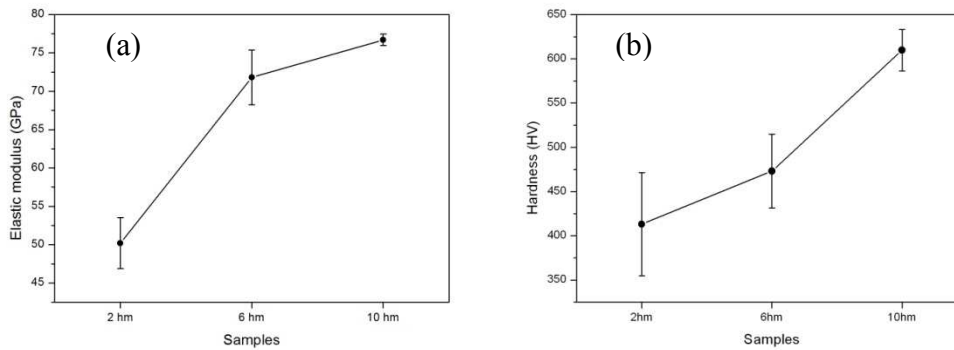 (a)
Elastic modulus (GPa)
80
75
70
65
60
55
50
45
2 hm 6 hm 10 hm
Samples
(b)
Hardness (HV)
650
600
550
500
450
400
350
2hm 6hm 10hm
Samples